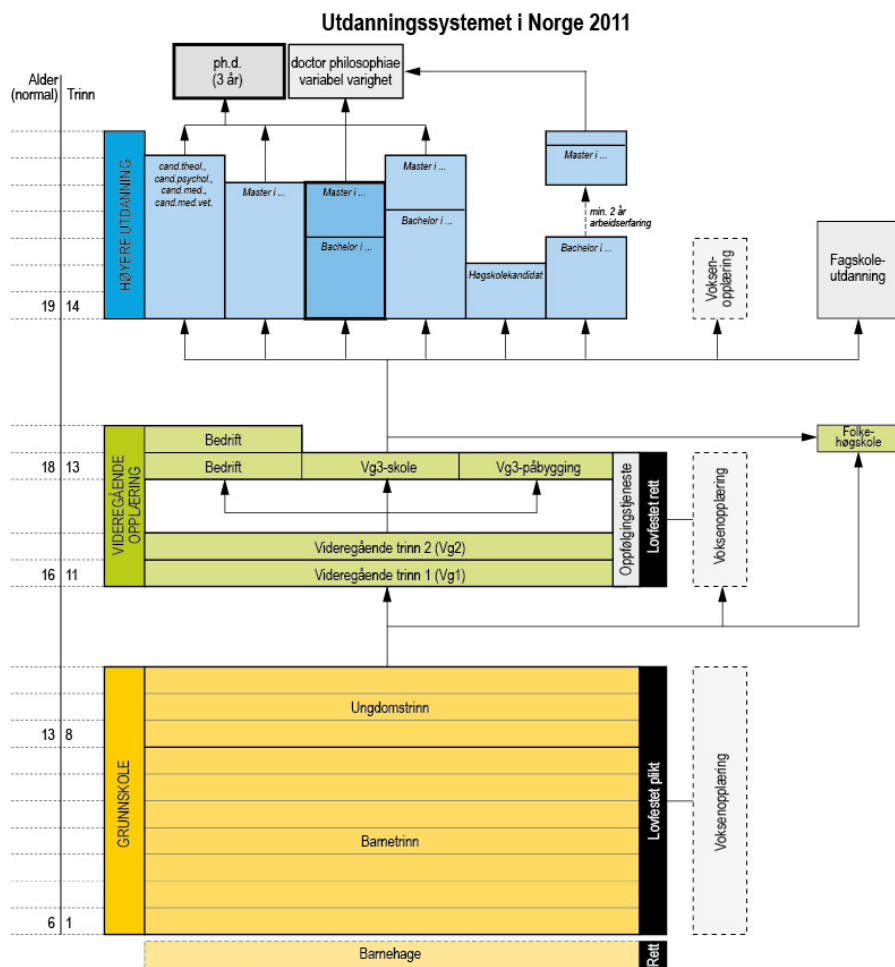 Utdanningssystemet i Norge 2011
Alder
(normal)
Trinn
ph.d.
(3 år)
doctor philosophiae
variabel varighet
HØYERE UTDANNING
cand.theol.,
cand.psychol.,
cand.med.,
cand.med.vet.
Master i ...
Master i ...
Bachelor i ...
Master i ...
Bachelor i ...
Høgskolekandidat
Master i ...
min. 2 år
arbeidserfaring
Bachelor i ...
Voksen-
opplæring
Fagskole-
utdanning
19 14
VIDEREGÅENDE
OPPLÆRING
Bedrift
Folke-
høgskole
18 13
Bedrift
Vg3-skole
Vg3-påbygging
Oppfølgingstjeneste
Lovfestet rett
Voksenopplæring
Videregående trinn 2 (Vg2)
16 11
Videregående trinn 1 (Vg1)
GRUNNSKOLE
Ungdomstrinn
13 8
Lovfestet plikt
Voksenopplæring
Barnetrinn
6 1
Barnehage
Rett